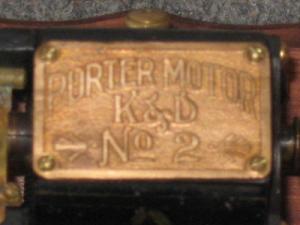 PORTER MOTOR
K & D
No 2